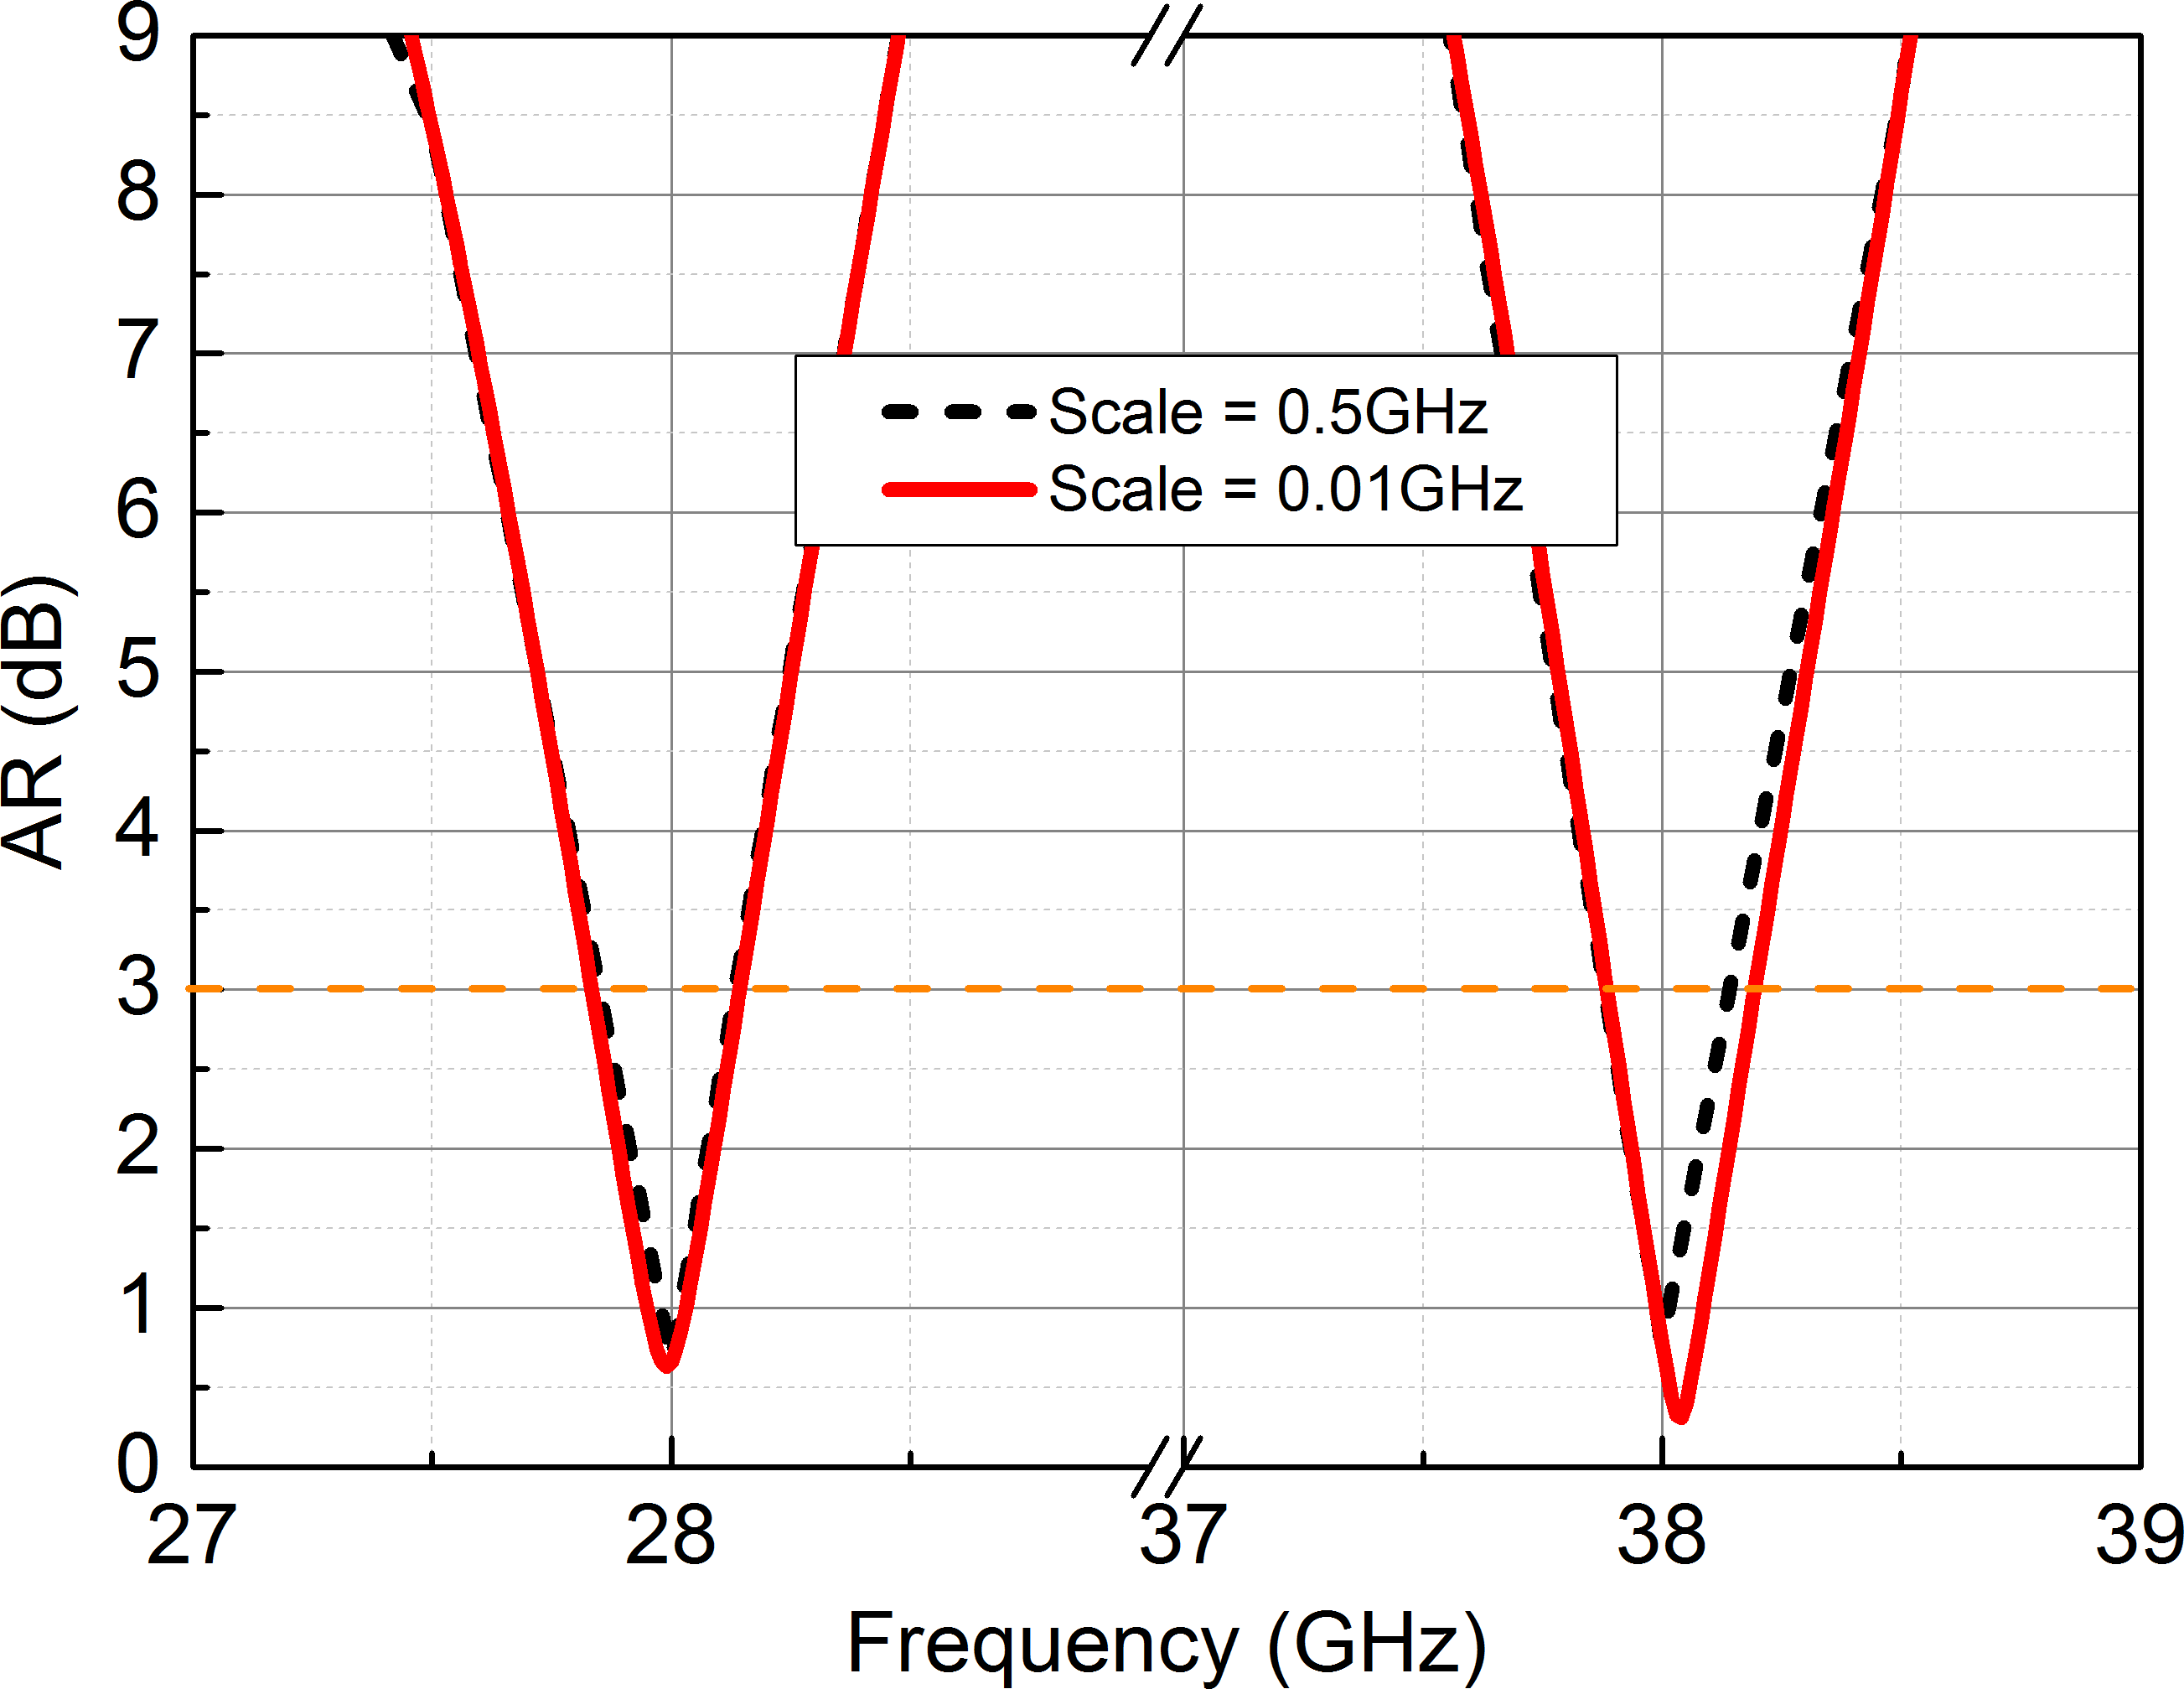 9
8
7
6
5
4
3
2
1
0
AR (dB)
Scale = 0.5GHz
Scale = 0.01GHz
27 28 37 38 39
Frequency (GHz)